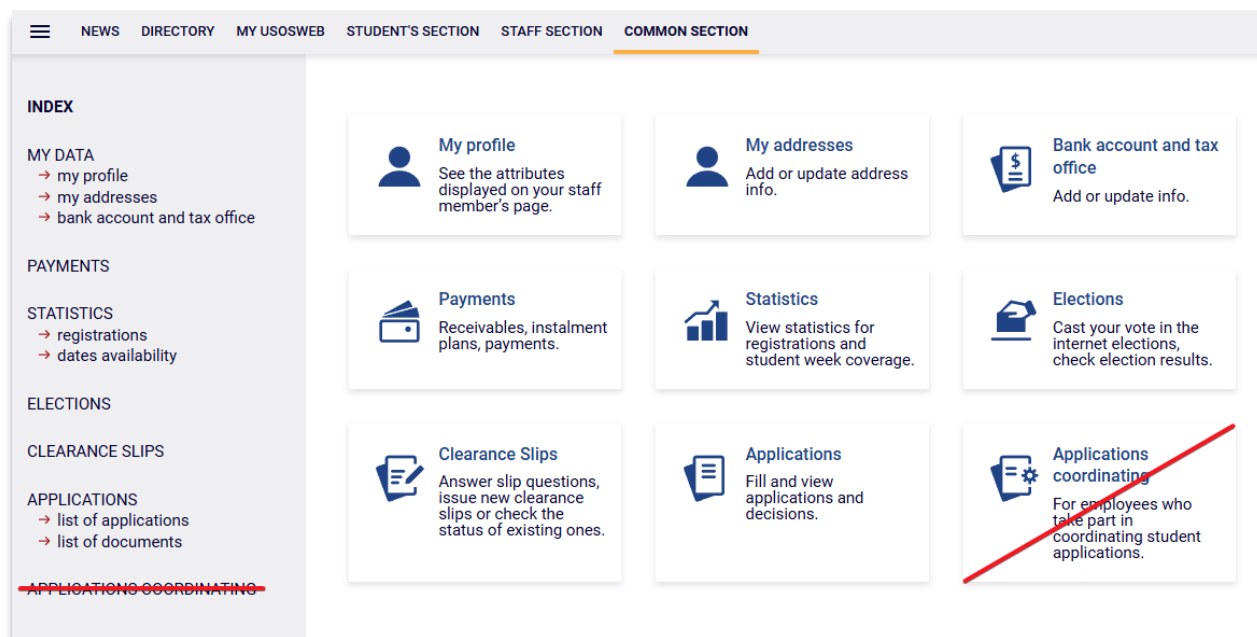 NEWS DIRECTORY MY USOSWEB STUDENT'S SECTION STAFF SECTION COMMON SECTION
INDEX
MY DATA
→ my profile
→ my addresses
→ bank account and tax office
PAYMENTS
STATISTICS
→ registrations
→ dates availability
ELECTIONS
CLEARANCE SLIPS
APPLICATIONS
→ list of applications
→ list of documents
APPLICATIONS COORDINATING
My profile
See the attributes
displayed on your staff
member's page.
My addresses
Add or update address
info.
Bank account and tax
office
Add or update info.
Payments
Receivables, instalment
plans, payments.
Statistics
View statistics for
registrations and
student week coverage.
Elections
Cast your vote in the
internet elections,
check election results.
Clearance Slips
Answer slip questions,
issue new clearance
slips or check the
status of existing ones.
Applications
Fill and view
applications and
decisions.
Applications
coordinating
For employees who
take part in
coordinating student
applications.